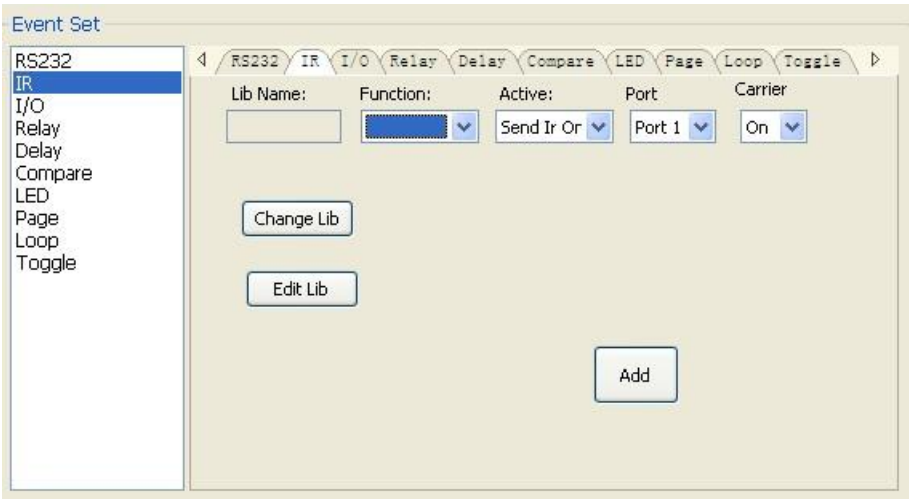 Event Set
RS232
IR
I/O
Relay
Delay
Compare
LED
Page
Loop
Toggle
RS232 IR I/O Relay Delay Compare LED Page Loop Toggle
Lib Name: Function: Active: Port Carrier
Send Ir On Port 1 On
Change Lib
Edit Lib
Add